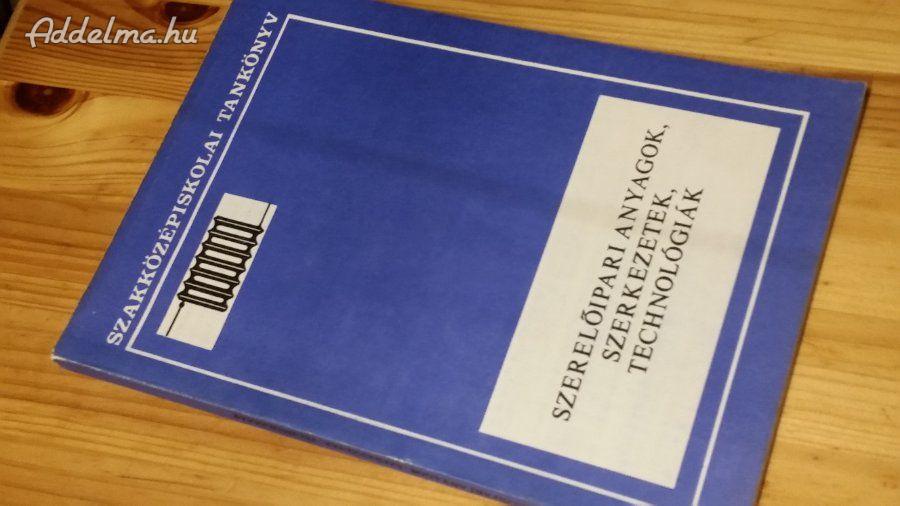 Addelma.hu
SZAKKÖZÉPISKOLAI TANKÖNYV
SZERELŐIPARI ANYAGOK,
SZERKEZETEK,
TECHNOLÓGIÁK